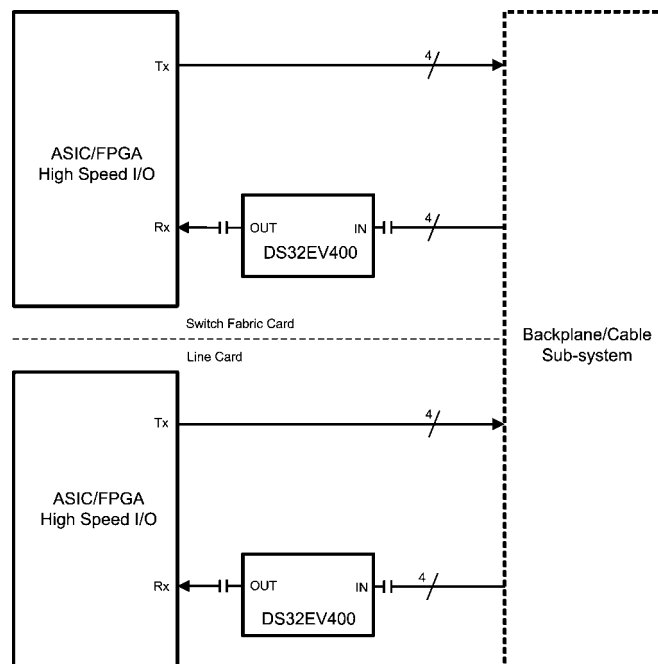 Tx
4
ASIC/FPGA
High Speed I/O
Rx
OUT
IN
4
DS32EV400
Switch Fabric Card
Line Card
Backplane/Cable
Sub-system
Tx
4
ASIC/FPGA
High Speed I/O
Rx
OUT
IN
4
DS32EV400